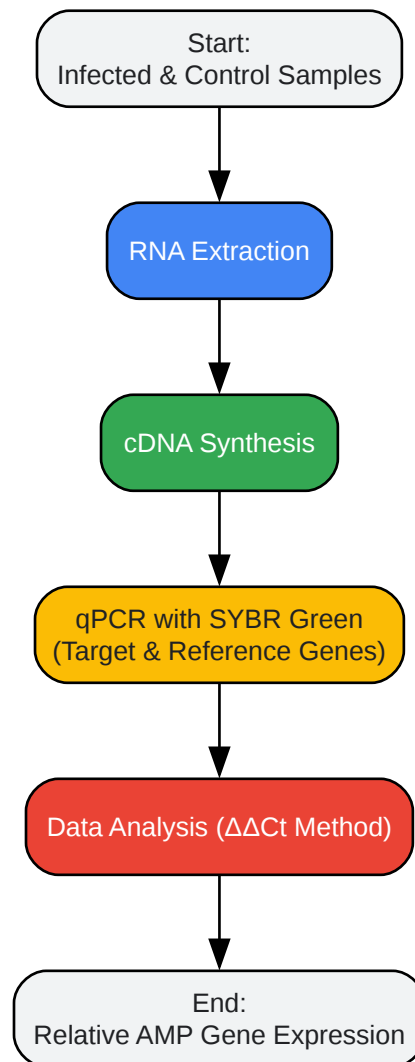 Start:
Infected & Control Samples
RNA Extraction
cDNA Synthesis
qPCR with SYBR Green
(Target & Reference Genes)
Data Analysis (ΔΔCt Method)
End:
Relative AMP Gene Expression